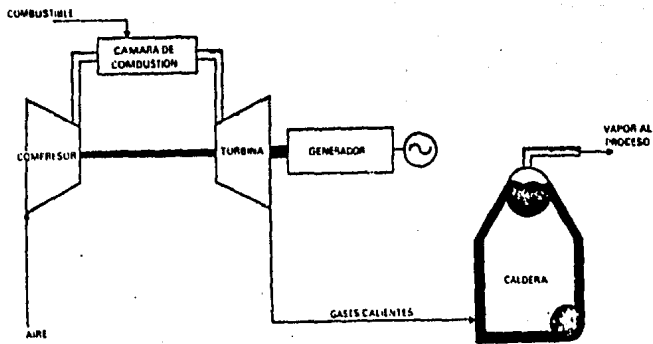 COMBUSTIBLE
CAMARA DE
COMBUSTION
COMPRESOR
TURBINA
GENERADOR
VAPOR AL
PROCESO
CALDERA
GASES CALIENTES
AIRE